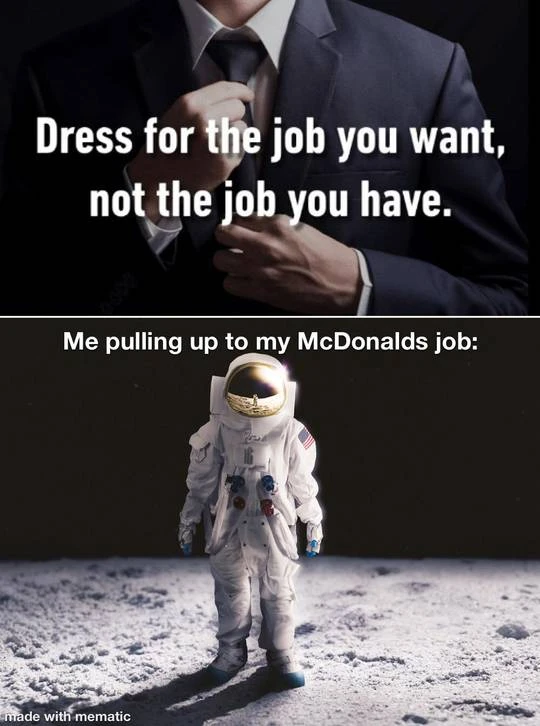 Dress for the job you want,
not the job you have.
Me pulling up to my McDonalds job:
made with mematic